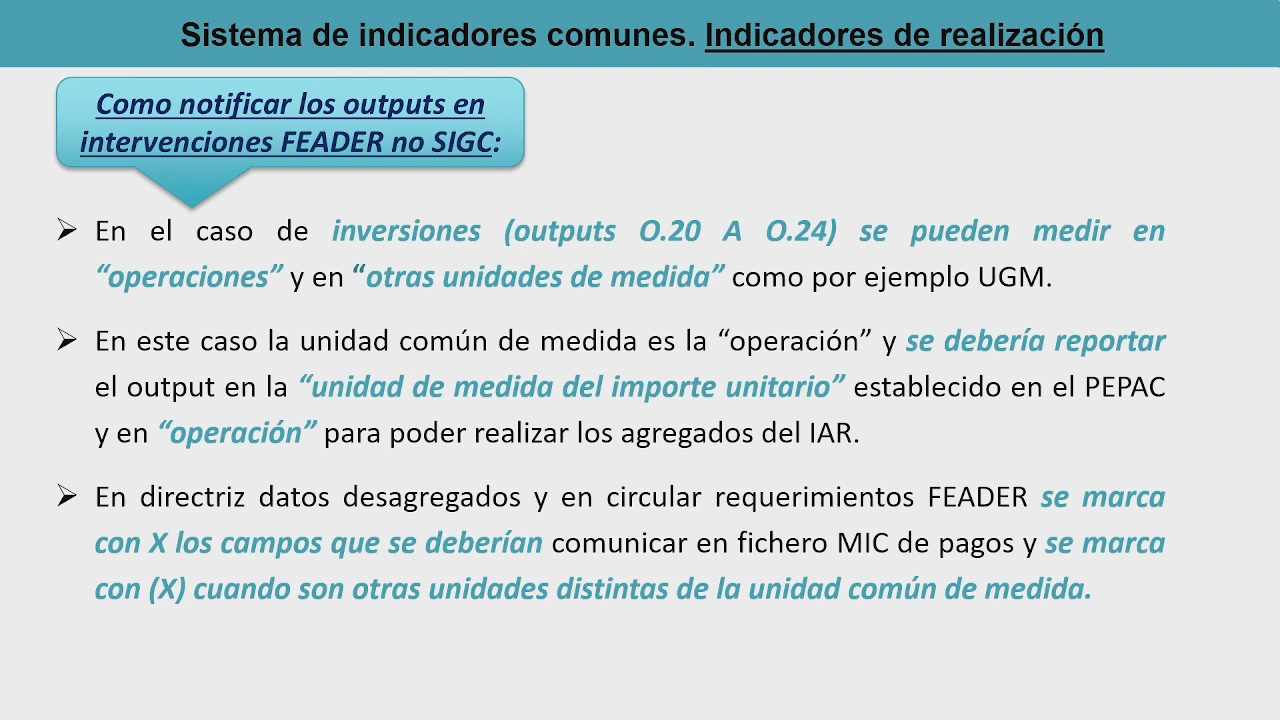 Sistema de indicadores comunes. Indicadores de realización
Como notificar los outputs en
intervenciones FEADER no SIGC:
➢ En el caso de inversiones (outputs O.20 A O.24) se pueden medir en
“operaciones” y en “otras unidades de medida” como por ejemplo UGM.
➢ En este caso la unidad común de medida es la “operación” y se debería reportar
el output en la “unidad de medida del importe unitario” establecido en el PEPAC
y en “operación” para poder realizar los agregados del IAR.
➢ En directriz datos desagregados y en circular requerimientos FEADER se marca
con X los campos que se deberían comunicar en fichero MIC de pagos y se marca
con (X) cuando son otras unidades distintas de la unidad común de medida.